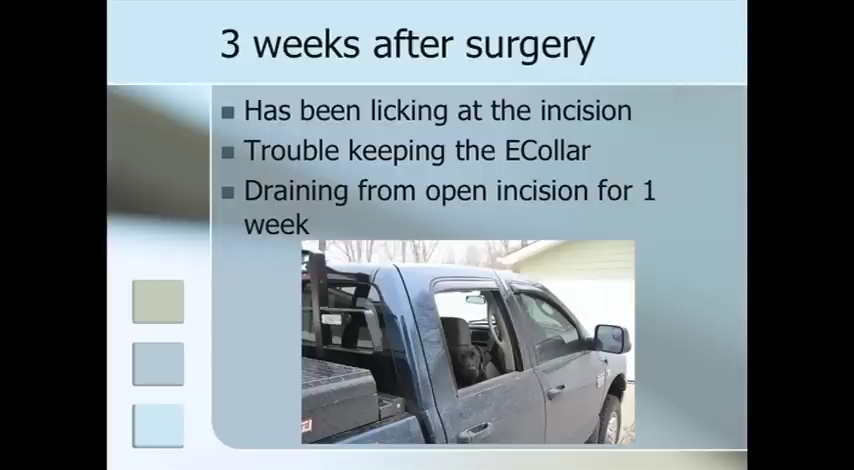 3 weeks after surgery
Has been licking at the incision
Trouble keeping the ECollar
Draining from open incision for 1
week